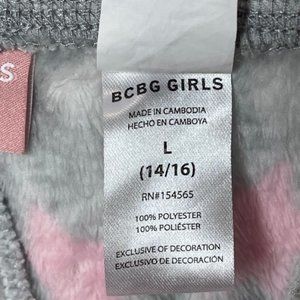 S
BCBG GIRLS
MADE IN CAMBODIA
HECHO EN CAMBOYA
L
(14/16)
RN#154565
100% POLYESTER
100% POLIÉSTER
EXCLUSIVE OF DECORATION
EXCLUSIVO DE DECORACIÓN